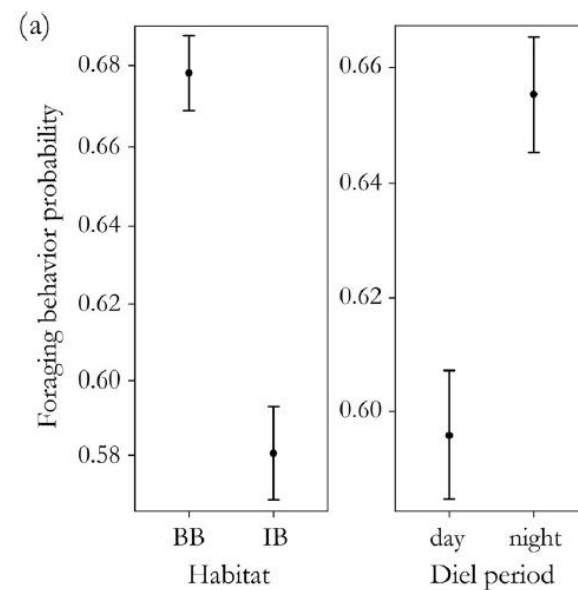 (a)
Foraging behavior probability
0.68
0.66
0.64
0.62
0.60
0.58
BB IB
Habitat
0.66
0.64
0.62
0.60
day night
Diel period